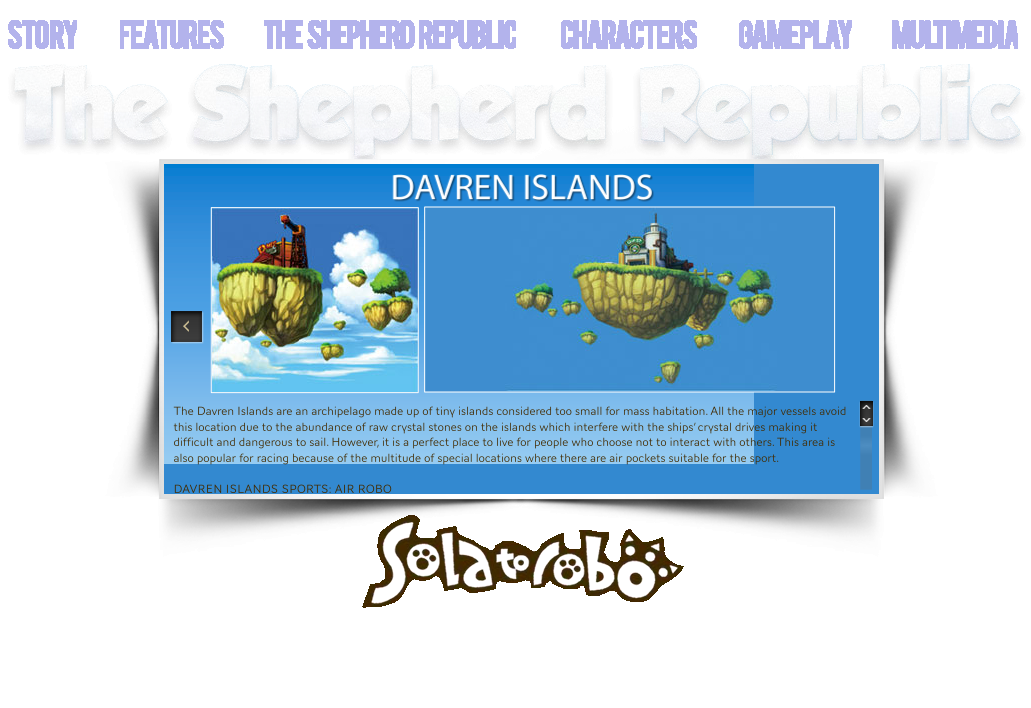 STORY FEATURES THE SHEPHERD REPUBLIC CHARACTERS GAMEPLAY MULTIMEDIA
The Shepherd Republic
DAVREN ISLANDS
The Davren Islands are an archipelago made up of tiny islands considered too small for mass habitation. All the major vessels avoid
this location due to the abundance of raw crystal stones on the islands which interfere with the ships' crystal drives making it
difficult and dangerous to sail. However, it is a perfect place to live for people who choose not to interact with others. This area is
also popular for racing because of the multitude of special locations where there are air pockets suitable for the sport.
DAVREN ISLANDS SPORTS: AIR ROBO
Solatorobo